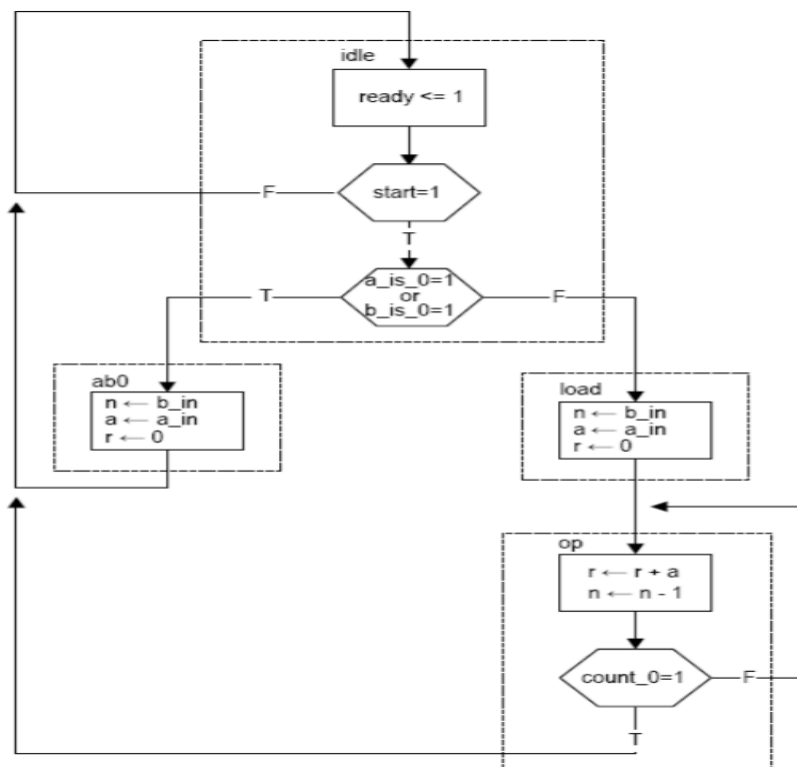 idle
ready <= 1
F
start=1
T
a_is_0=1
or
b_is_0=1
T
F
ab0
n ← b_in
a ← a_in
r ← 0
load
n ← b_in
a ← a_in
r ← 0
op
r ← r + a
n ← n - 1
count_0=1
F
T